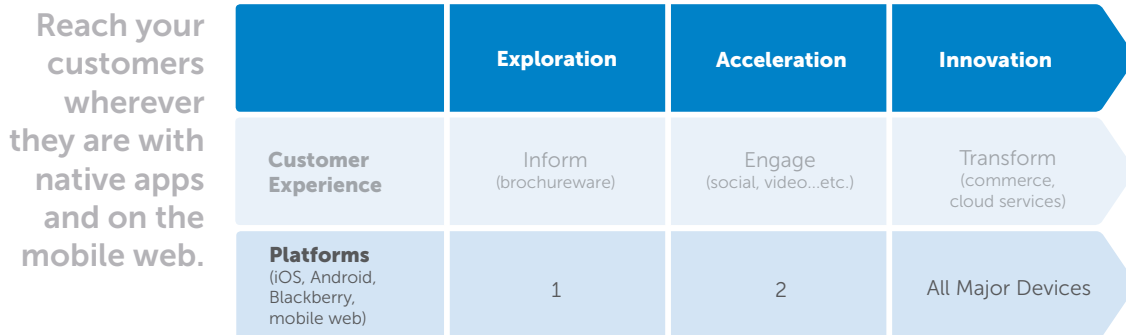 Reach your
customers
wherever
they are with
native apps
and on the
mobile web.
Exploration
Acceleration
Innovation
Customer
Experience
Inform
(brochureware)
Engage
(social, video...etc.)
Transform
(commerce,
cloud services)
Platforms
(iOS, Android,
Blackberry,
mobile web)
1
2
All Major Devices